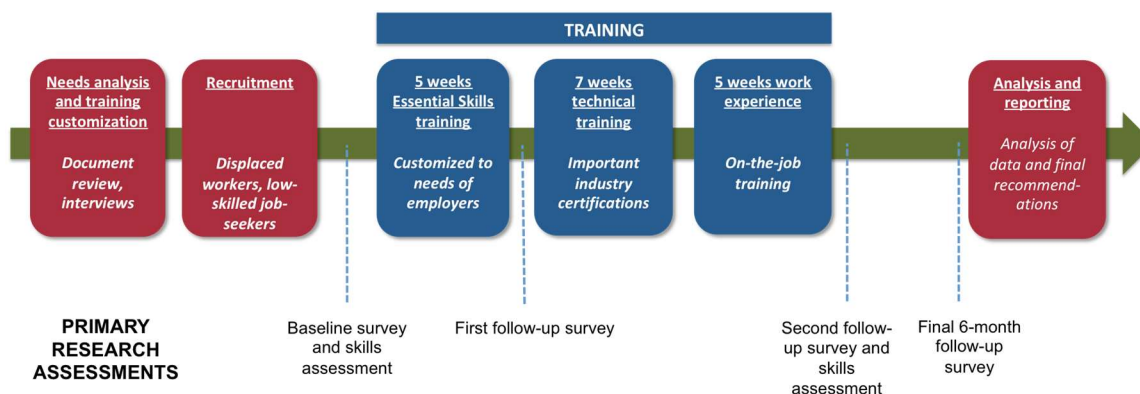 TRAINING
Needs analysis
and training
customization
Document
review,
interviews
Recruitment
Displaced
workers, low-
skilled job-
seekers
5 weeks
Essential Skills
training
Customized to
needs of
employers
7 weeks
technical
training
Important
industry
certifications
5 weeks work
experience
On-the-job
training
Analysis and
reporting
Analysis of
data and final
recommend-
ations
PRIMARY
RESEARCH
ASSESSMENTS
Baseline survey
and skills
assessment
First follow-up survey
Second follow-
up survey and
skills
assessment
Final 6-month
follow-up
survey